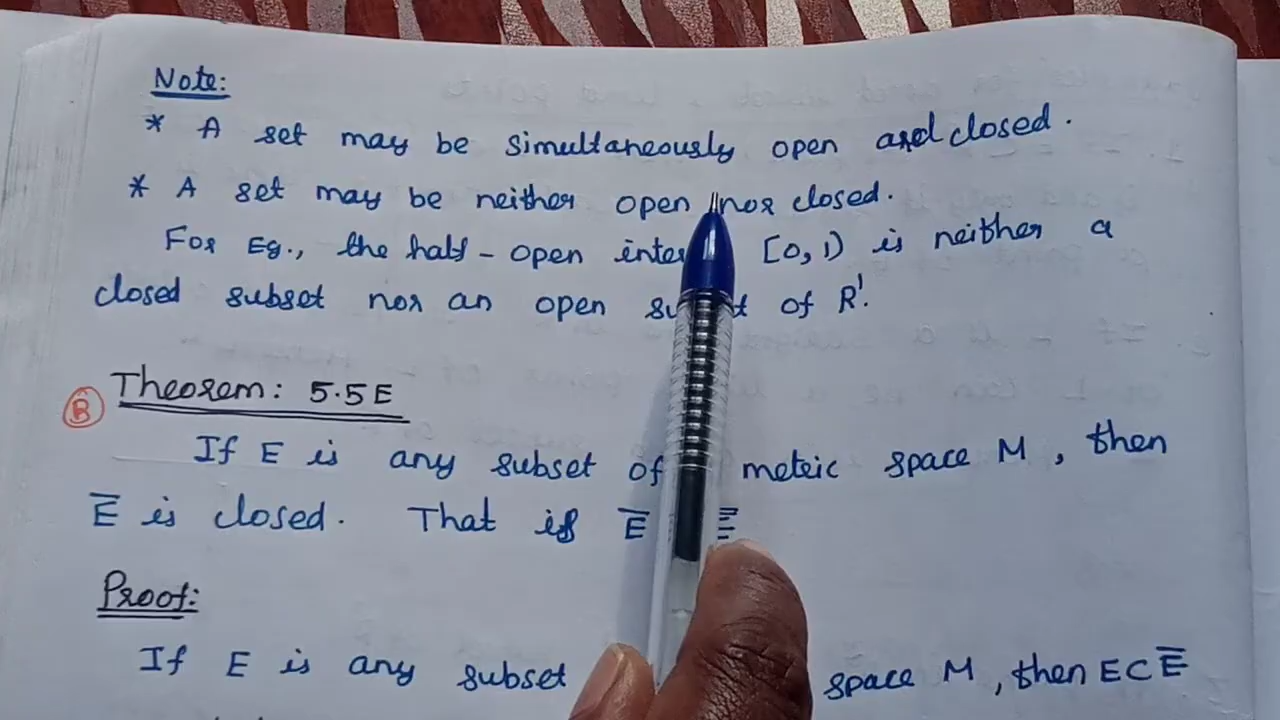 Note:
* A set may be simultaneously open and closed.
* A set may be neither open nor closed.
For Eg., the half-open [0,1) is neither a
closed subset nor an open of R¹.
Theorem: 5.5E
B
If E is any subset of metric space M, then
E̅ is closed. That is E̅
Proof:
If E is any subset space M, then E⊂E̅